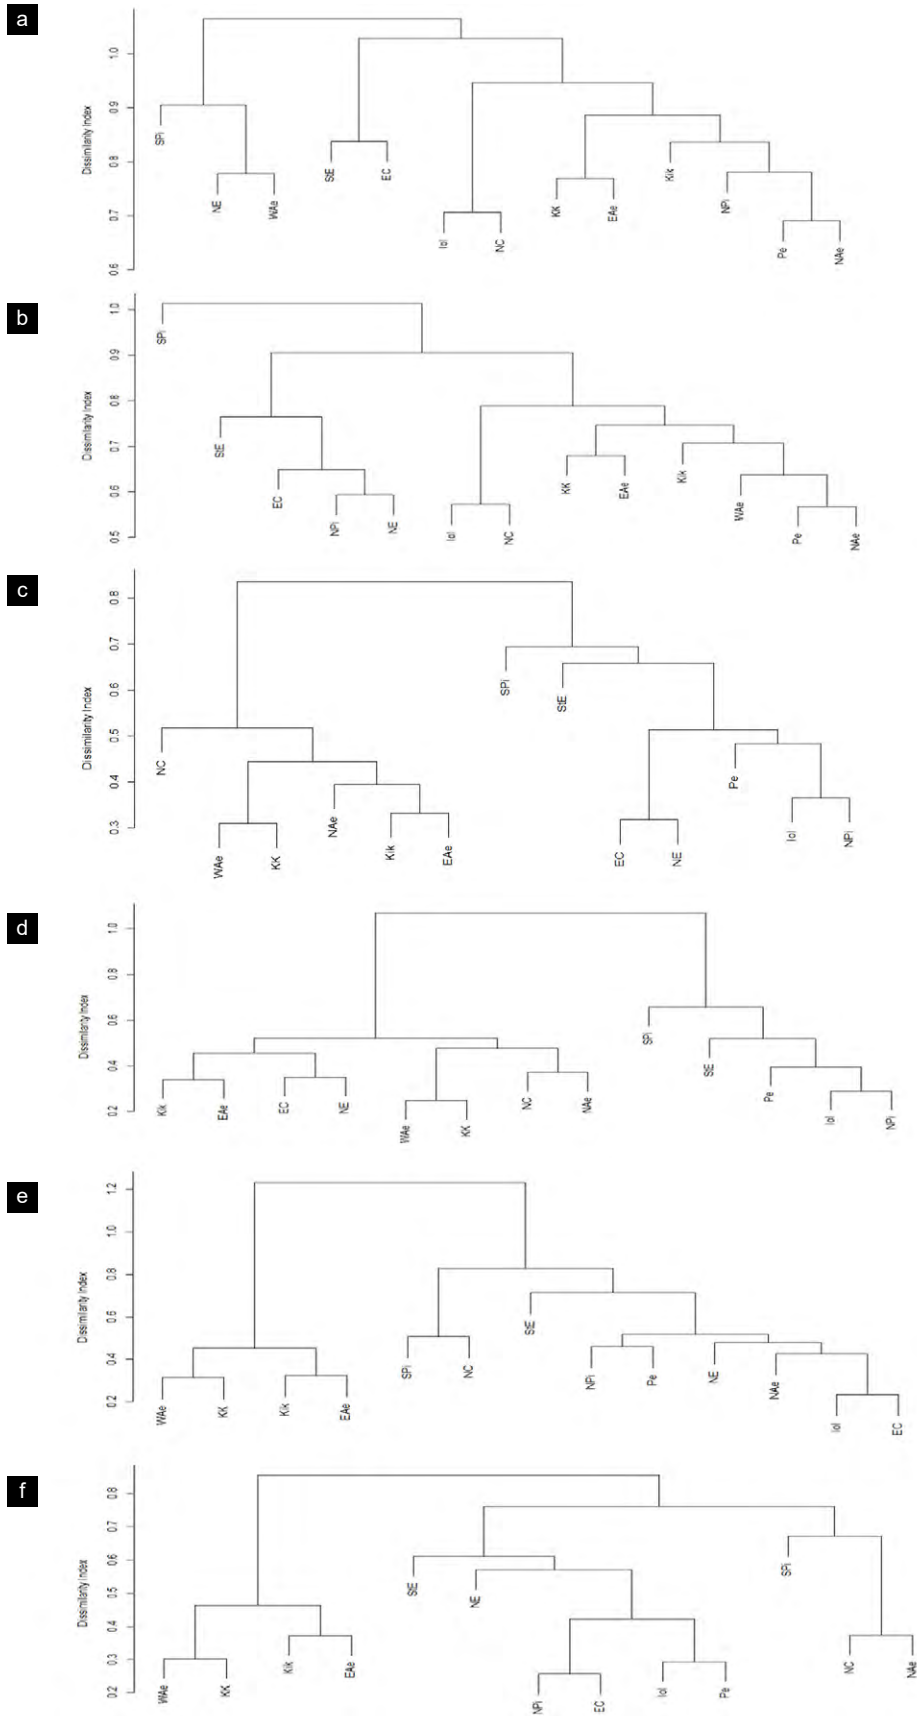 a
Dissimilarity Index
1.0
0.9
0.8
0.7
0.6
SPi
NE
WAe
StE
EC
Iol
NC
KK
EAe
Kik
NPi
Pe
NAe
b
Dissimilarity Index
1.0
0.9
0.8
0.7
0.6
0.5
SPi
StE
EC
NPi
NE
Iol
NC
KK
EAe
Kik
WAe
Pe
NAe
c
Dissimilarity Index
0.8
0.7
0.6
0.5
0.4
0.3
NC
WAe
KK
NAe
Kik
EAe
SPi
StE
EC
NE
Pe
Iol
NPi
d
Dissimilarity Index
1.0
0.8
0.6
0.4
0.2
Kik
EAe
EC
NE
WAe
KK
NC
NAe
SPi
StE
Pe
Iol
NPi
e
Dissimilarity Index
1.2
1.0
0.8
0.6
0.4
0.2
WAe
KK
Kik
EAe
SPi
NC
StE
NPi
Pe
NE
NAe
Iol
EC
f
Dissimilarity Index
0.8
0.7
0.6
0.5
0.4
0.3
0.2
WAe
KK
Kik
EAe
StE
NE
NPi
EC
Iol
Pe
SPi
NC
NAe